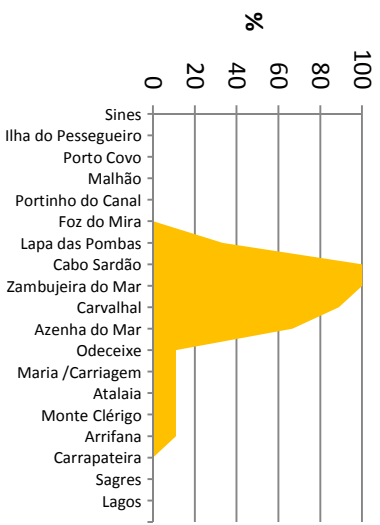 %
0
20
40
60
80
100
Sines
Ilha do Pessegueiro
Porto Covo
Malhão
Portinho do Canal
Foz do Mira
Lapa das Pombas
Cabo Sardão
Zambujeira do Mar
Carvalhal
Azenha do Mar
Odeceixe
Maria /Carriagem
Atalaia
Monte Clérigo
Arrifana
Carrapateira
Sagres
Lagos